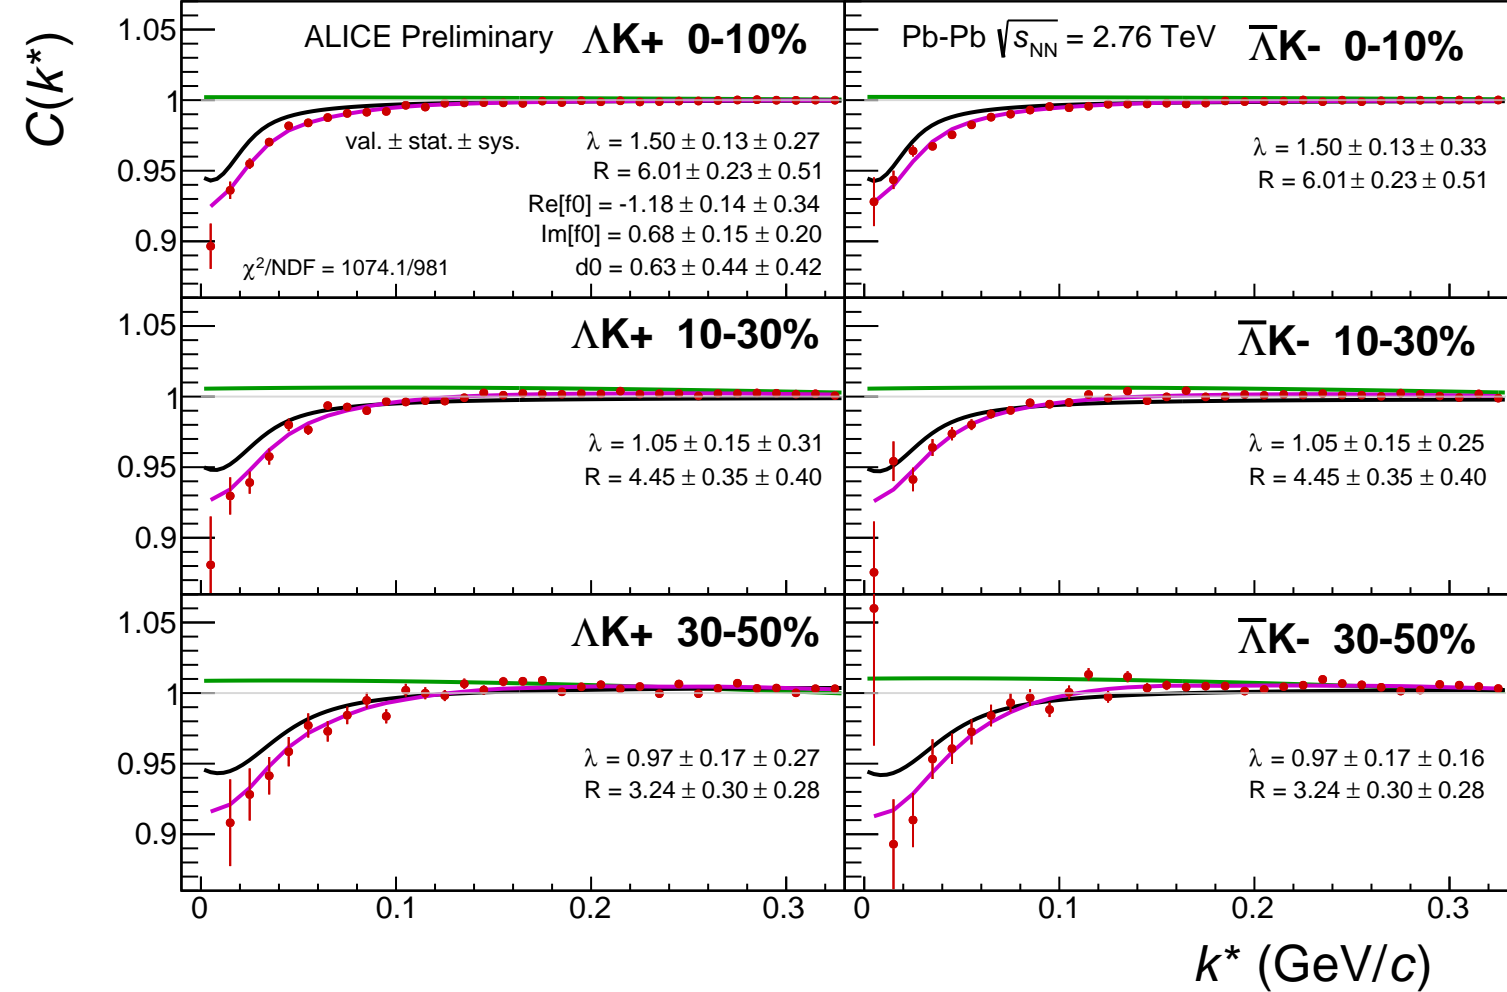 C(k*)
ALICE Preliminary ΛK+ 0-10%
val. ± stat. ± sys.
λ = 1.50 ± 0.13 ± 0.27
R = 6.01± 0.23 ± 0.51
Re[f0] = -1.18 ± 0.14 ± 0.34
Im[f0] = 0.68 ± 0.15 ± 0.20
χ²/NDF = 1074.1/981
d0 = 0.63 ± 0.44 ± 0.42
1.05
1
0.95
0.9
Pb-Pb √sNN = 2.76 TeV Λ̅K- 0-10%
λ = 1.50 ± 0.13 ± 0.33
R = 6.01 ± 0.23 ± 0.51
ΛK+ 10-30%
λ = 1.05 ± 0.15 ± 0.31
R = 4.45 ± 0.35 ± 0.40
1.05
1
0.95
0.9
Λ̅K- 10-30%
λ = 1.05 ± 0.15 ± 0.25
R = 4.45 ± 0.35 ± 0.40
ΛK+ 30-50%
λ = 0.97 ± 0.17 ± 0.27
R = 3.24 ± 0.30 ± 0.28
1.05
1
0.95
0.9
Λ̅K- 30-50%
λ = 0.97 ± 0.17 ± 0.16
R = 3.24 ± 0.30 ± 0.28
0 0.1 0.2 0.3
0 0.1 0.2 0.3
k* (GeV/c)